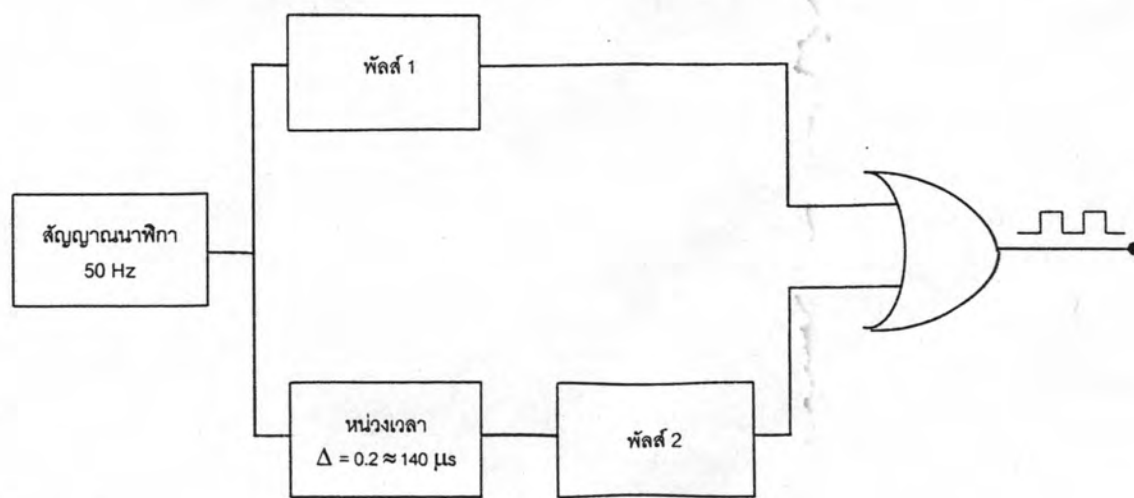 พัลส์ 1
สัญญาณนาฬิกา
50 Hz
หน่วงเวลา
Δ = 0.2 ≈ 140 μs
พัลส์ 2